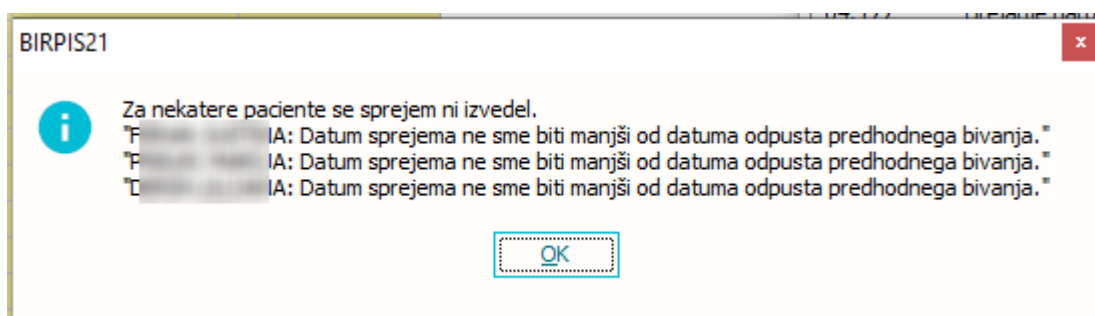 BIRPIS21
x
i
Za nekatere paciente se sprejem ni izvedel.
"F IA: Datum sprejema ne sme biti manjši od datuma odpusta predhodnega bivanja."
"P IA: Datum sprejema ne sme biti manjši od datuma odpusta predhodnega bivanja."
"D A: Datum sprejema ne sme biti manjši od datuma odpusta predhodnega bivanja."
OK